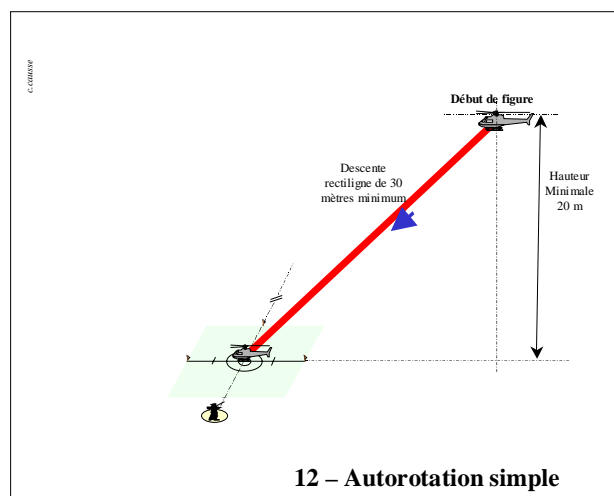 c.causse
Début de figure
Descente
rectiligne de 30
mètres minimum
Hauteur
Minimale
20 m
12 – Autorotation simple